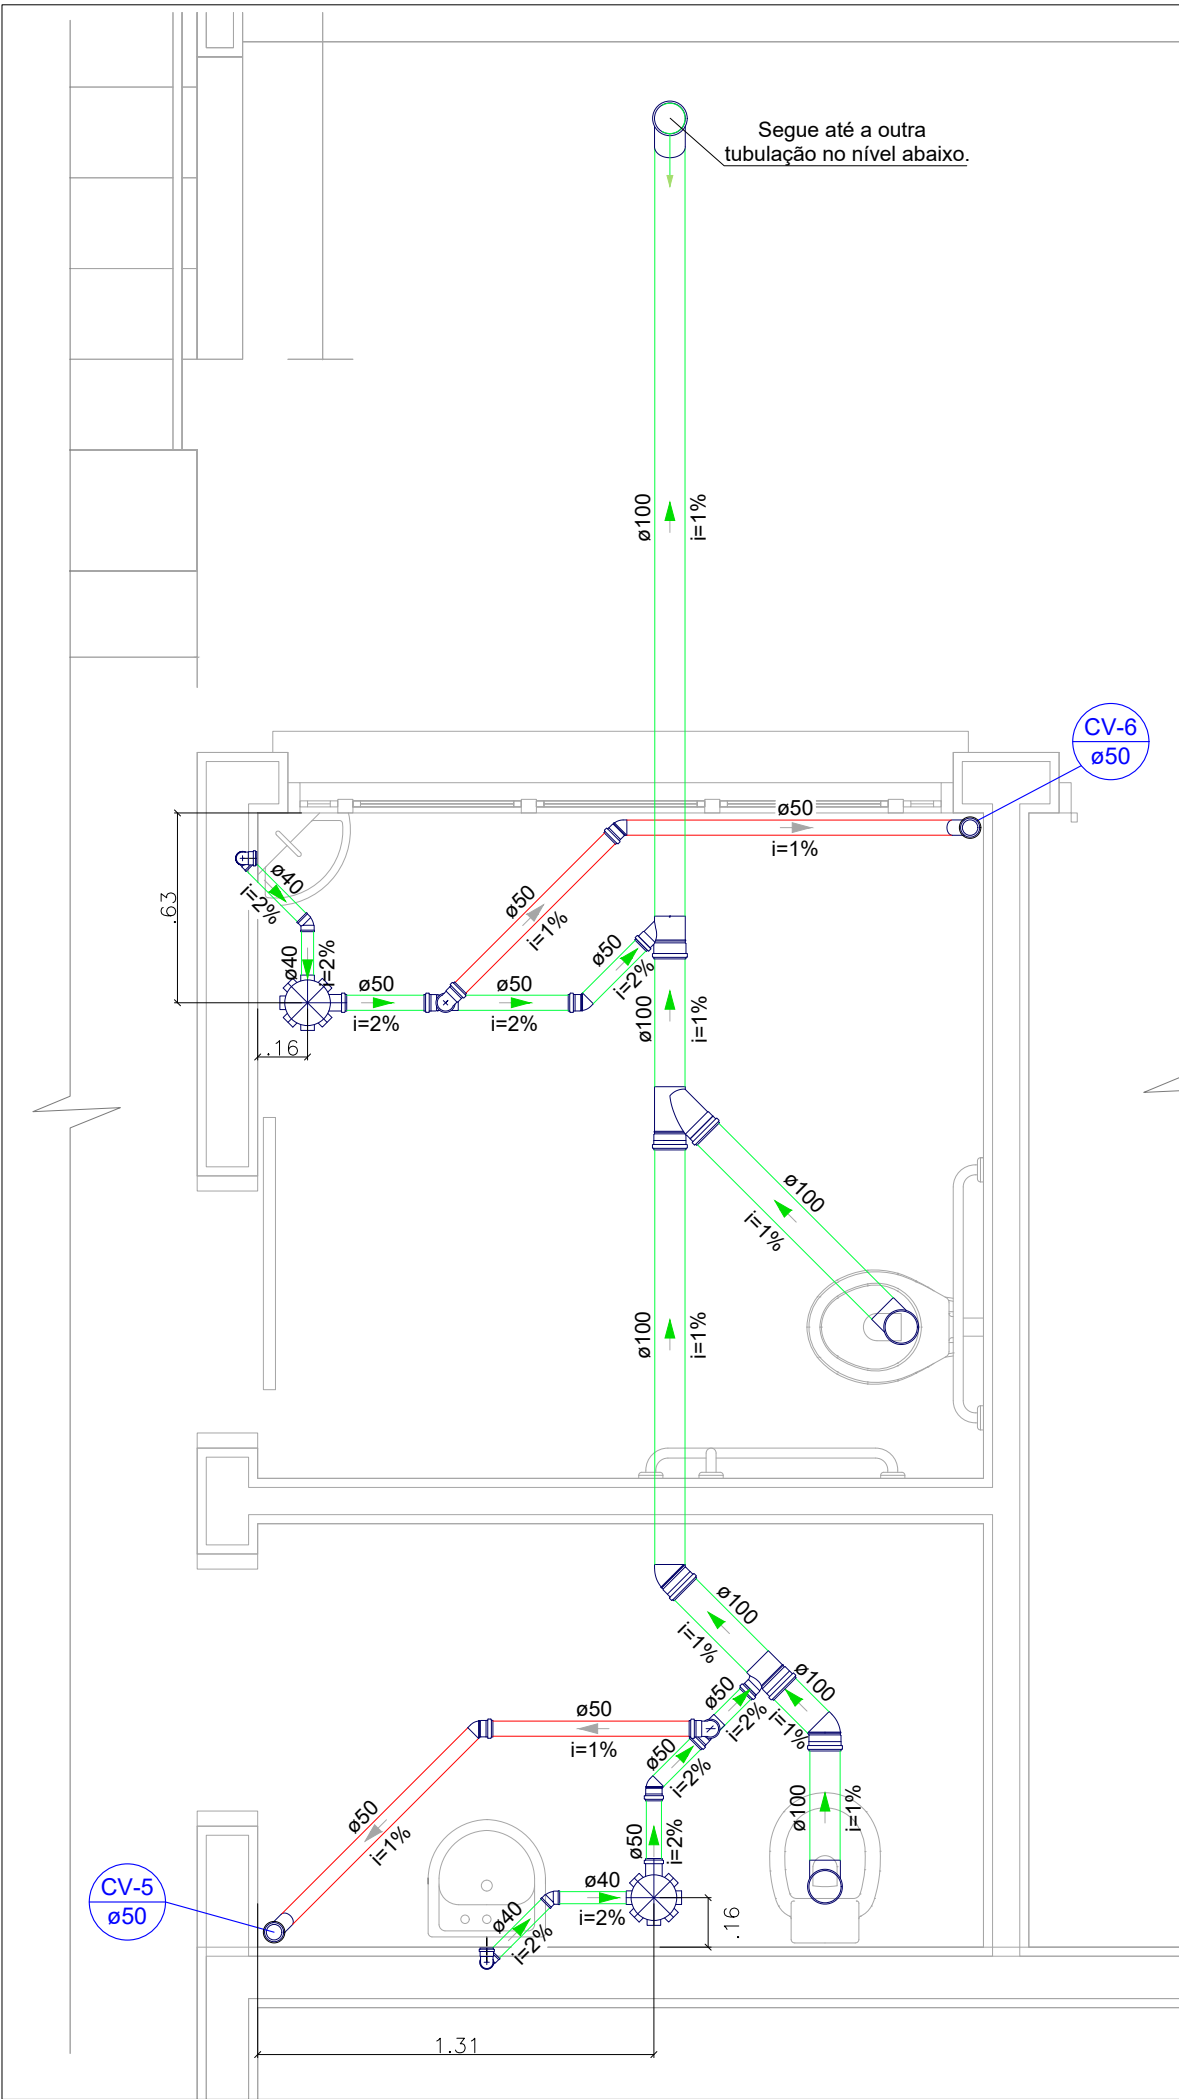 Segue até a outra
tubulação no nível abaixo.
ø100
i=1%
CV-6
ø50
ø50
i=1%
.63
ø40
i=2%
ø50
i=1%
ø40
i=2%
ø50
i=2%
ø50
i=2%
ø50
i=2%
ø100
i=1%
.16
ø100
i=1%
ø100
i=1%
ø100
i=1%
ø100
i=1%
ø50
i=2%
ø50
i=1%
ø50
i=2%
ø100
i=1%
ø50
i=1%
ø50
i=2%
CV-5
ø50
ø40
i=2%
ø40
i=2%
.16
1.31